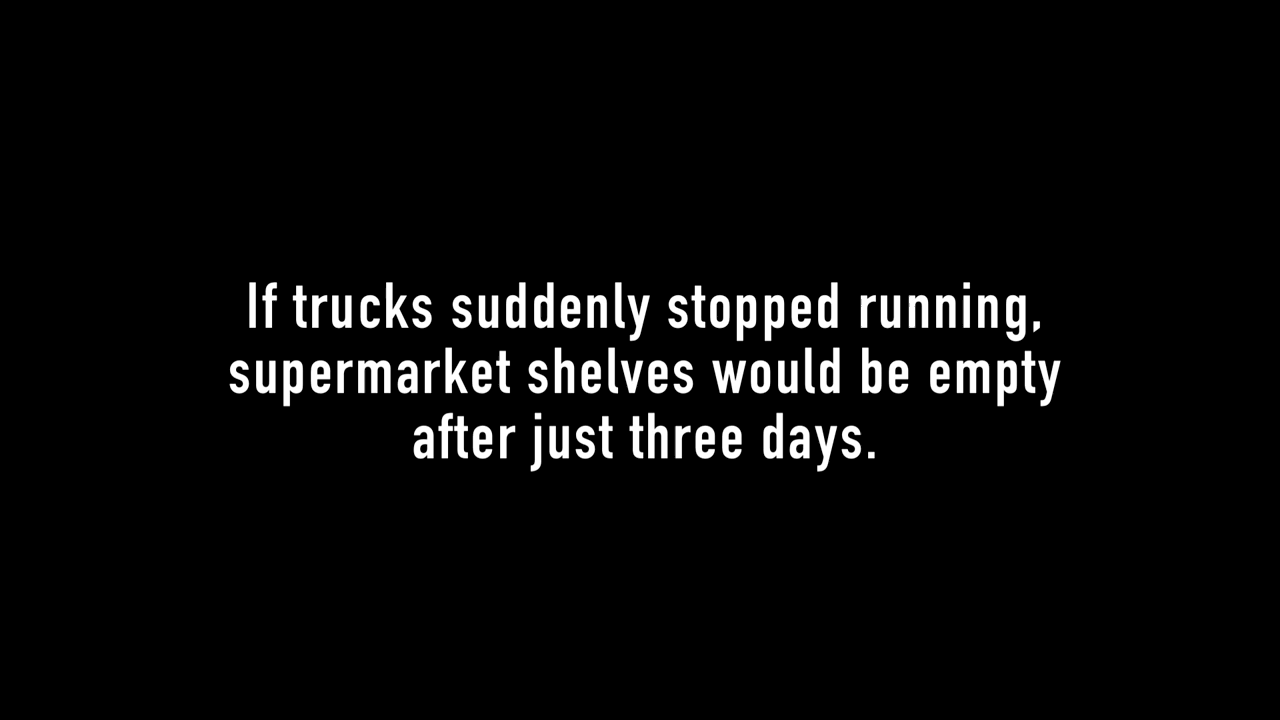 If trucks suddenly stopped running,
supermarket shelves would be empty
after just three days.